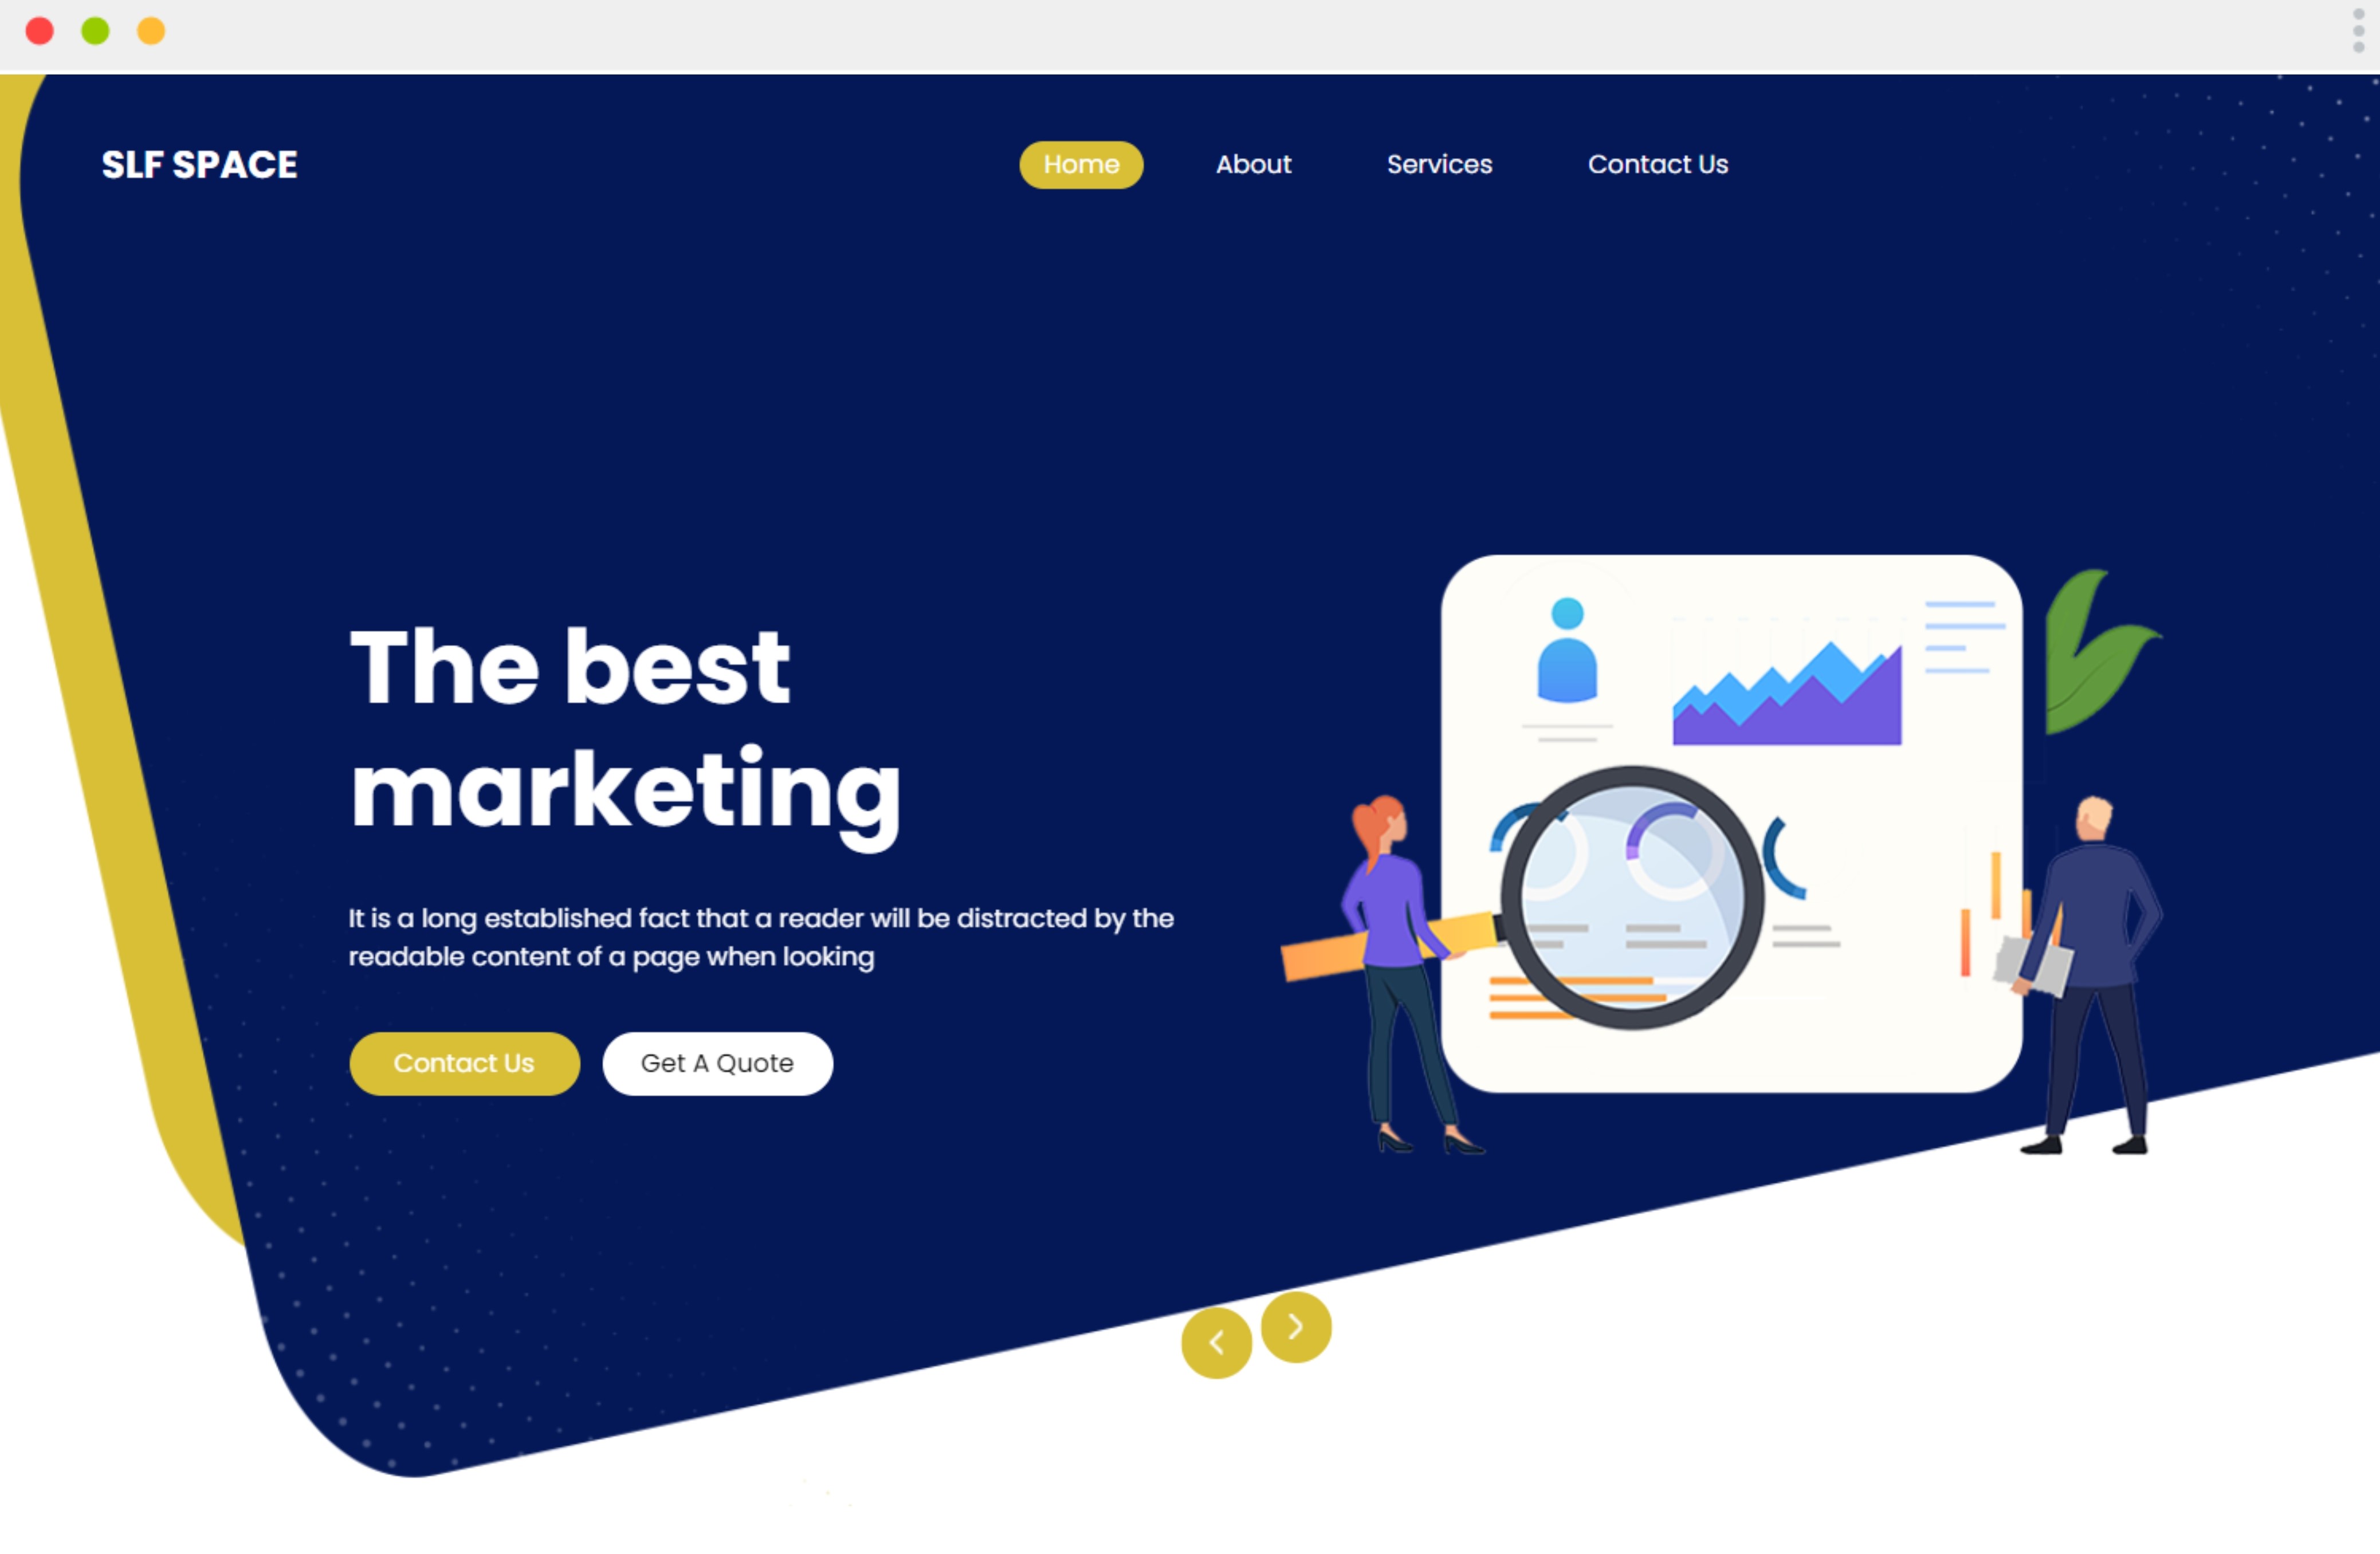 SLF SPACE
Home
About
Services
Contact Us
The best
marketing
It is a long established fact that a reader will be distracted by the
readable content of a page when looking
Contact Us
Get A Quote